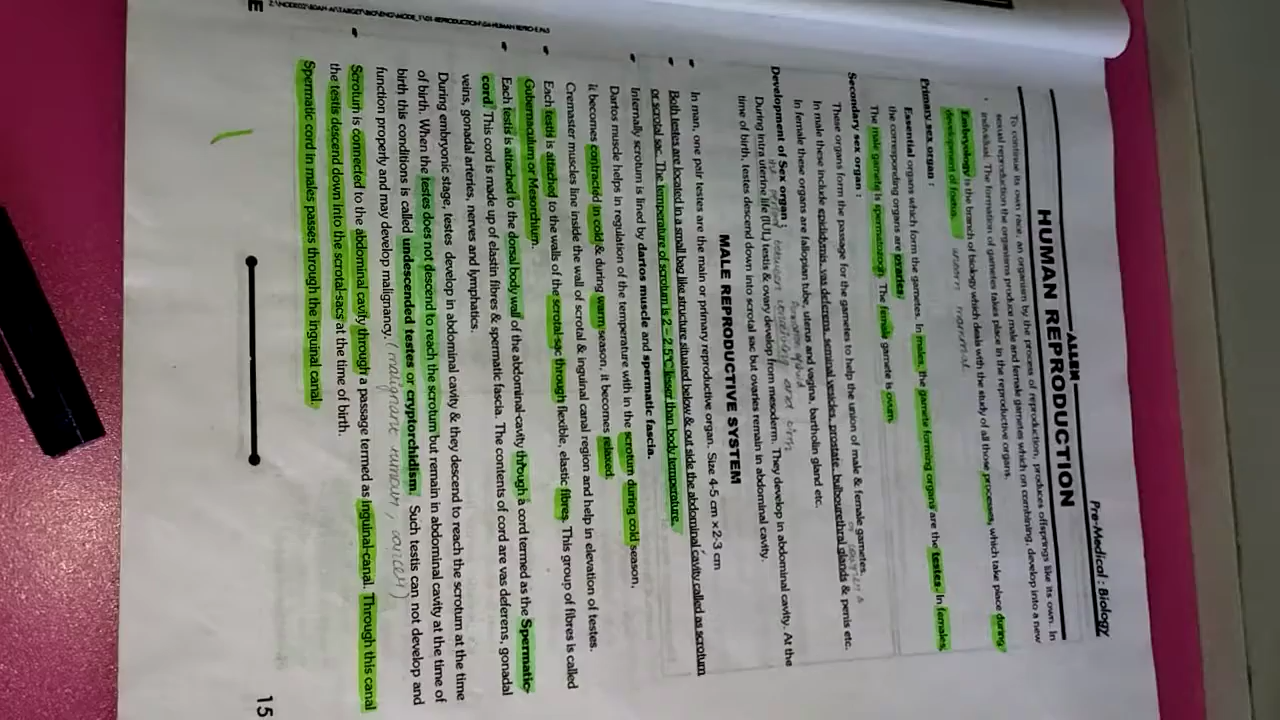 Pre-Medical : Biology
ALLEN
HUMAN REPRODUCTION
To continue its own race, an organism by the process of reproduction, produces offsprings like its own. In
sexual reproduction the organisms produce male and female gametes which on combining, develop into a new
individual. The formation of gametes takes place in the reproductive organs.
Embryology is the branch of biology which deals with the study of all those processes, which take place during
development of foetus.
Primary sex organ :
Essential organs which form the gametes. In males, the gamete forming organs are the testes. In females,
the corresponding organs are ovaries.
The male gamete is spermatozoa. The female gamete is ovum.
Secondary sex organ :
These organs form the passage for the gametes to help the union of male & female gametes.
In male these include epididymis, vas deferens, seminal vesicles, prostate, bulbourethral glands & penis etc.
In female these organs are fallopian tube, uterus and vagina, bartholin gland etc.
Development of Sex organ :
During Intra uterine life (IUL) testis & ovary develop from mesoderm. They develop in abdominal cavity. At the
time of birth, testes descend down into scrotal sac but ovaries remain in abdominal cavity.
MALE REPRODUCTIVE SYSTEM
• In man, one pair testes are the main or primary reproductive organ. Size 4-5 cm × 2-3 cm
• Both testes are located in a small bag like structure situated below & out side the abdominal cavity called as scrotum
or scrotal sac. The temperature of scrotum is 2 - 2.5°C lesser than body temperature.
• Internally scrotum is lined by dartos muscle and spermatic fascia.
Dartos muscle helps in regulation of the temperature with in the scrotum during cold season,
it becomes contracted in cold & during warm season, it becomes relaxed.
Cremaster muscles line inside the wall of scrotal & inguinal canal region and help in elevation of testes.
• Each testis is attached to the walls of the scrotal-sac through flexible, elastic fibres. This group of fibres is called
Gubernaculum or Mesorchium.
• Each testis is attached to the dorsal body wall of the abdominal-cavity through a cord termed as the Spermatic-
cord. This cord is made up of elastin fibres & spermatic fascia. The contents of cord are vas deferens, gonadal
veins, gonadal arteries, nerves and lymphatics.
During embryonic stage, testes develop in abdominal cavity & they descend to reach the scrotum at the time
of birth. When the testes does not descend to reach the scrotum but remain in abdominal cavity at the time of
birth this conditions is called undescended testes or cryptorchidism. Such testis can not develop and
function properly and may develop malignancy. (malignant tumour, cancer)
• Scrotum is connected to the abdominal cavity through a passage termed as inguinal-canal. Through this canal
the testis descend down into the scrotal-sacs at the time of birth.
Spermatic cord in males passes through the inguinal canal.
15